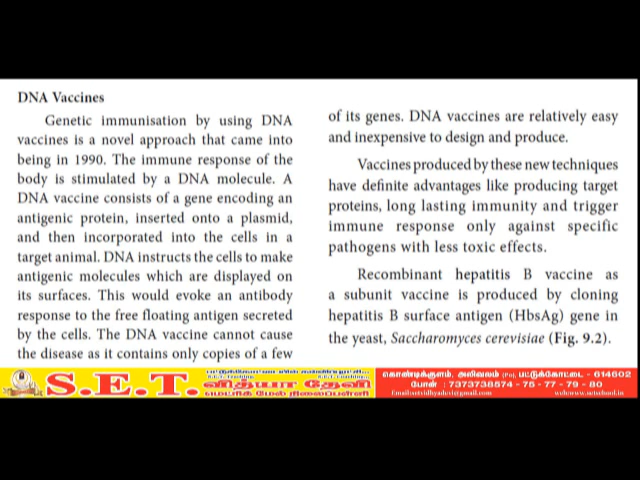 DNA Vaccines
Genetic immunisation by using DNA
vaccines is a novel approach that came into
being in 1990. The immune response of the
body is stimulated by a DNA molecule. A
DNA vaccine consists of a gene encoding an
antigenic protein, inserted onto a plasmid,
and then incorporated into the cells in a
target animal. DNA instructs the cells to make
antigenic molecules which are displayed on
its surfaces. This would evoke an antibody
response to the free floating antigen secreted
by the cells. The DNA vaccine cannot cause
the disease as it contains only copies of a few
of its genes. DNA vaccines are relatively easy
and inexpensive to design and produce.
Vaccines produced by these new techniques
have definite advantages like producing target
proteins, long lasting immunity and trigger
immune response only against specific
pathogens with less toxic effects.
Recombinant hepatitis B vaccine as
a subunit vaccine is produced by cloning
hepatitis B surface antigen (HbsAg) gene in
the yeast, Saccharomyces cerevisiae (Fig. 9.2).
S.E.T.
வித்யா தேவி
மெட்ரிக் மேல் நிலைப்பள்ளி
கொண்டிக்குளம், அலிவலம் (Po), பட்டுக்கோட்டை - 614602
போன் : 7373738874 - 75 - 77 - 79 - 80